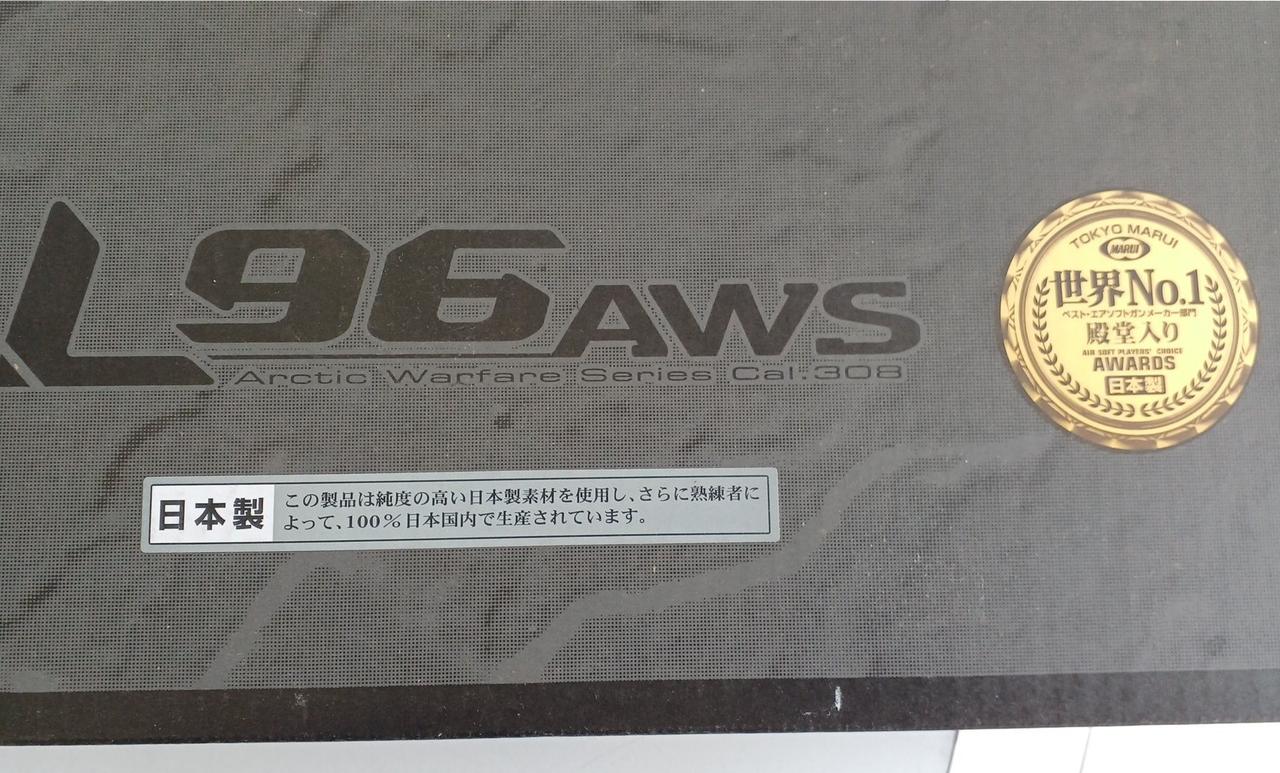 L96 AWS
Arctic Warfare Series Cal.308
日本製
この製品は純度の高い日本製素材を使用し、さらに熟練者に
よって、100%日本国内で生産されています。
TOKYO MARUI
MARUI
世界No.1
ベスト・エアソフトガンメーカー部門
殿堂入り
AIR SOFT PLAYERS' CHOICE
AWARDS
日本製